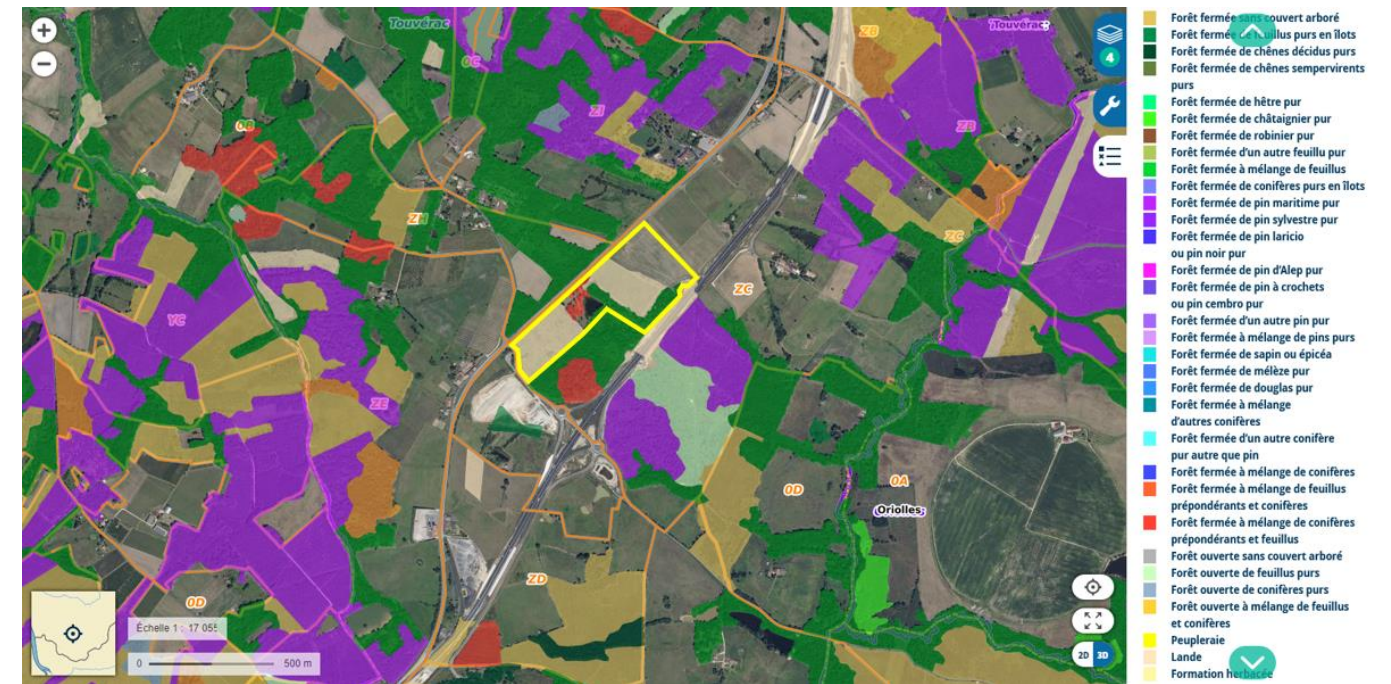 Touvérac
Touvérac
ZB
4
0C
ZI
ZB
0B
ZH
ZC
ZC
YC
ZE
0D
0A
Oriolles
ZD
0D
Échelle 1 : 17 055
0
500 m
2D
3D
Forêt fermée sans couvert arboré
Forêt fermée de feuillus purs en îlots
Forêt fermée de chênes décidus purs
Forêt fermée de chênes sempervirents
purs
Forêt fermée de hêtre pur
Forêt fermée de châtaignier pur
Forêt fermée de robinier pur
Forêt fermée d'un autre feuillu pur
Forêt fermée à mélange de feuillus
Forêt fermée de conifères purs en îlots
Forêt fermée de pin maritime pur
Forêt fermée de pin sylvestre pur
Forêt fermée de pin laricio
ou pin noir pur
Forêt fermée de pin d'Alep pur
Forêt fermée de pin à crochets
ou pin cembro pur
Forêt fermée d'un autre pin pur
Forêt fermée à mélange de pins purs
Forêt fermée de sapin ou épicéa
Forêt fermée de mélèze pur
Forêt fermée de douglas pur
Forêt fermée à mélange
d'autres conifères
Forêt fermée d'un autre conifère
pur autre que pin
Forêt fermée à mélange de conifères
Forêt fermée à mélange de feuillus
prépondérants et conifères
Forêt fermée à mélange de conifères
prépondérants et feuillus
Forêt ouverte sans couvert arboré
Forêt ouverte de feuillus purs
Forêt ouverte de conifères purs
Forêt ouverte à mélange de feuillus
et conifères
Peupleraie
Lande
Formation herbacée